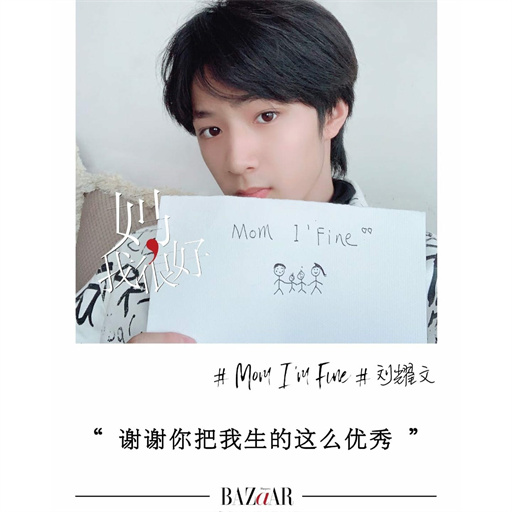 妈,
我很好
Mom I'Fine
# Mom I'm Fine # 刘耀文
“ 谢谢你把我生的这么优秀 ”
BAZAAR